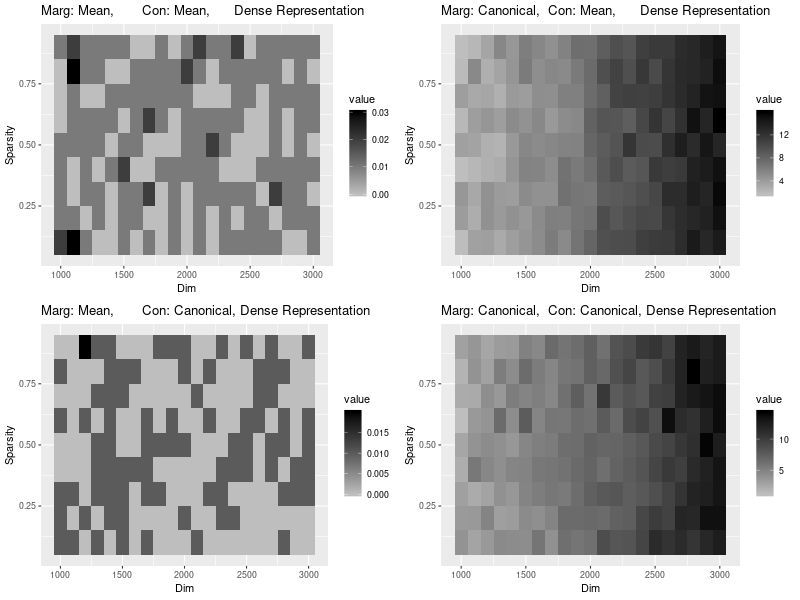 Marg: Mean, Con: Mean, Dense Representation
0.75
0.50
0.25
Sparsity
1000 1500 2000 2500 3000
Dim
value
0.03
0.02
0.01
0.00
Marg: Canonical, Con: Mean, Dense Representation
0.75
0.50
0.25
Sparsity
1000 1500 2000 2500 3000
Dim
value
12
8
4
Marg: Mean, Con: Canonical, Dense Representation
0.75
0.50
0.25
Sparsity
1000 1500 2000 2500 3000
Dim
value
0.015
0.010
0.005
0.000
Marg: Canonical, Con: Canonical, Dense Representation
0.75
0.50
0.25
Sparsity
1000 1500 2000 2500 3000
Dim
value
10
5